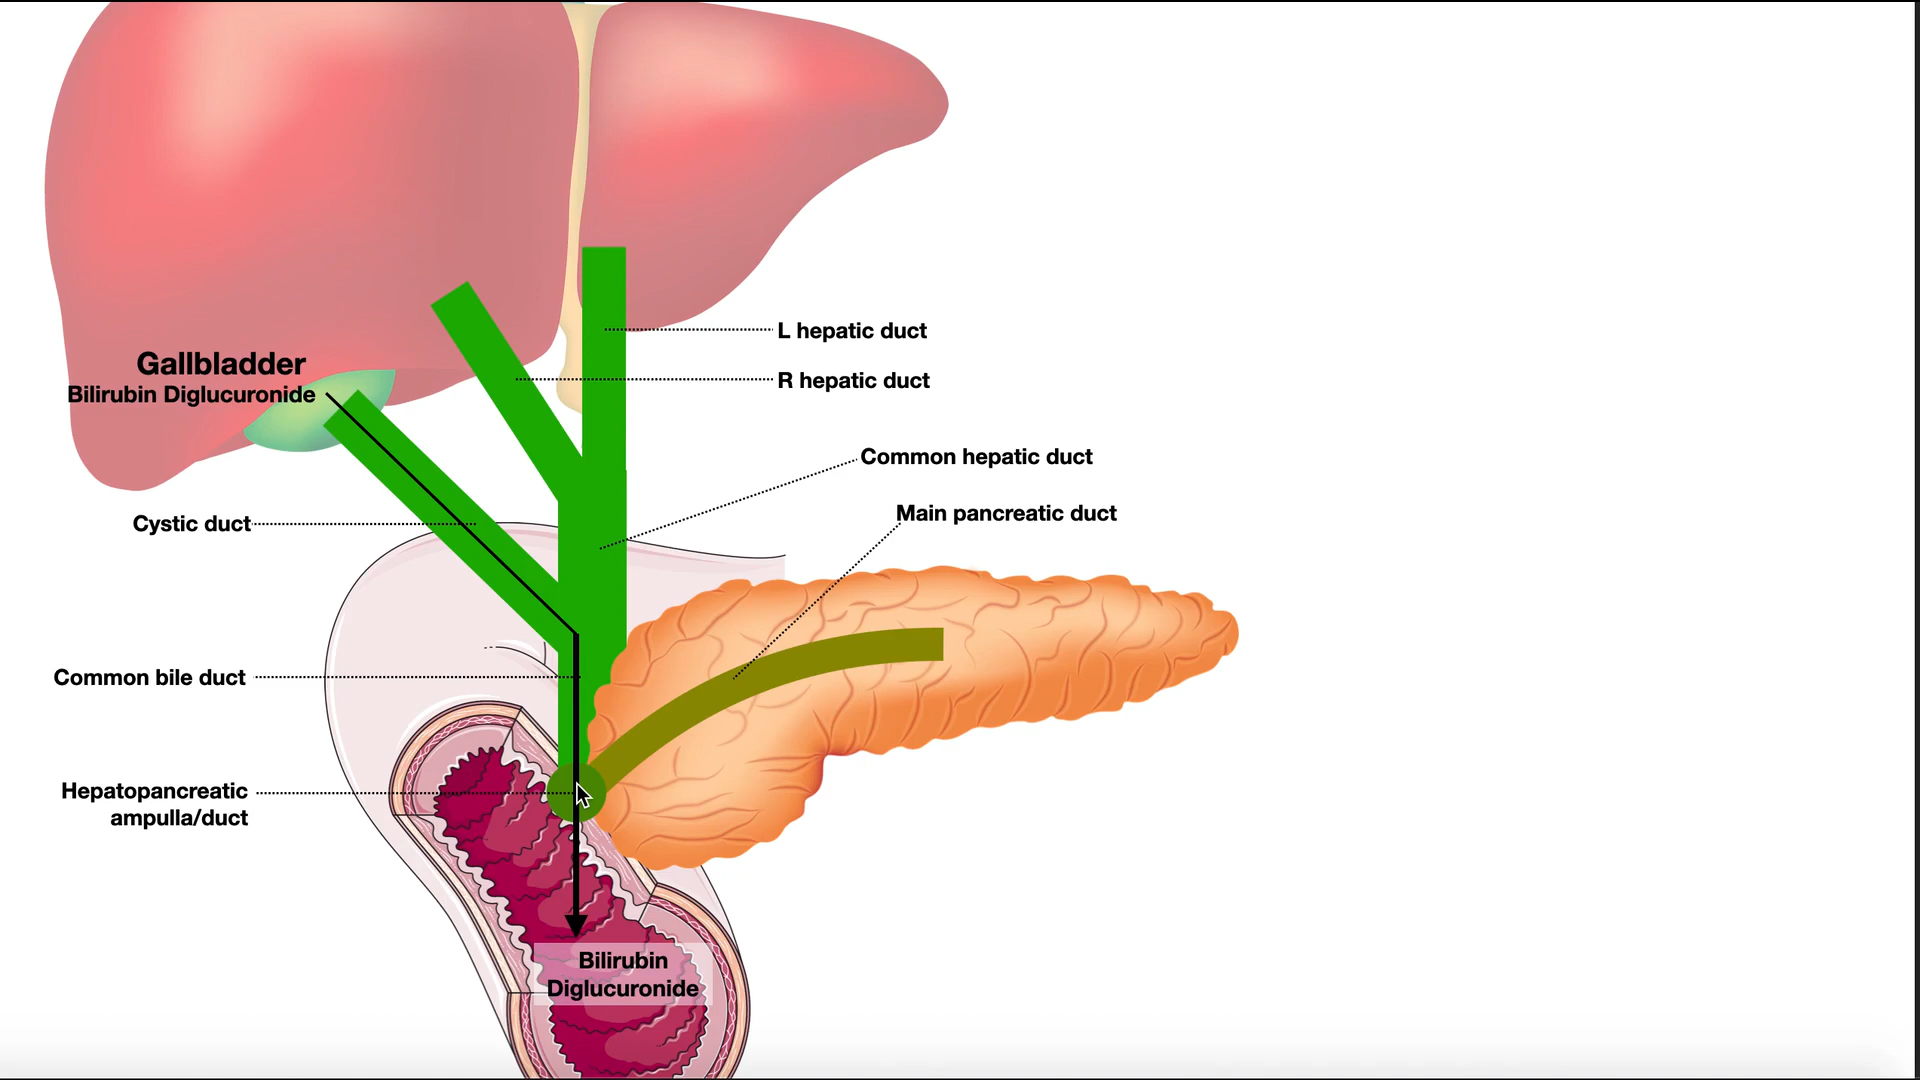 L hepatic duct
Gallbladder
R hepatic duct
Bilirubin Diglucuronide
Common hepatic duct
Main pancreatic duct
Cystic duct
Common bile duct
Hepatopancreatic
ampulla/duct
Bilirubin
Diglucuronide